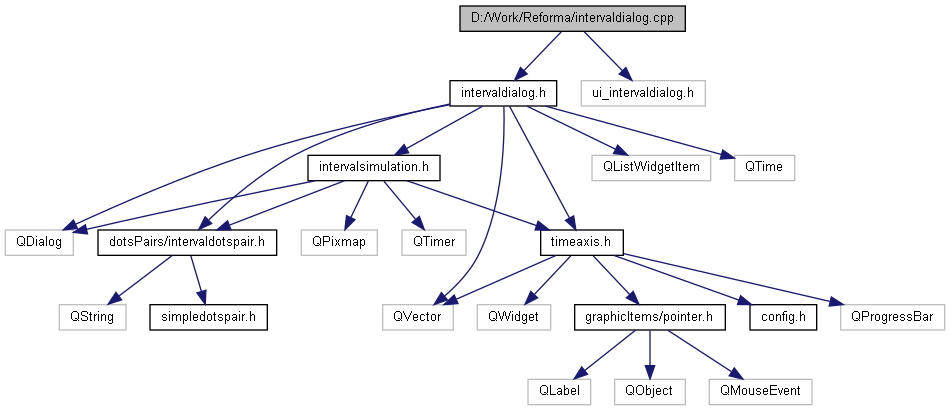 D:/Work/Reforma/intervaldialog.cpp
intervaldialog.h
ui_intervaldialog.h
intervalsimulation.h
QListWidgetItem
QTime
QDialog
dotsPairs/intervaldotspair.h
QPixmap
QTimer
timeaxis.h
QString
simpledotspair.h
QVector
QWidget
graphicItems/pointer.h
config.h
QProgressBar
QLabel
QObject
QMouseEvent